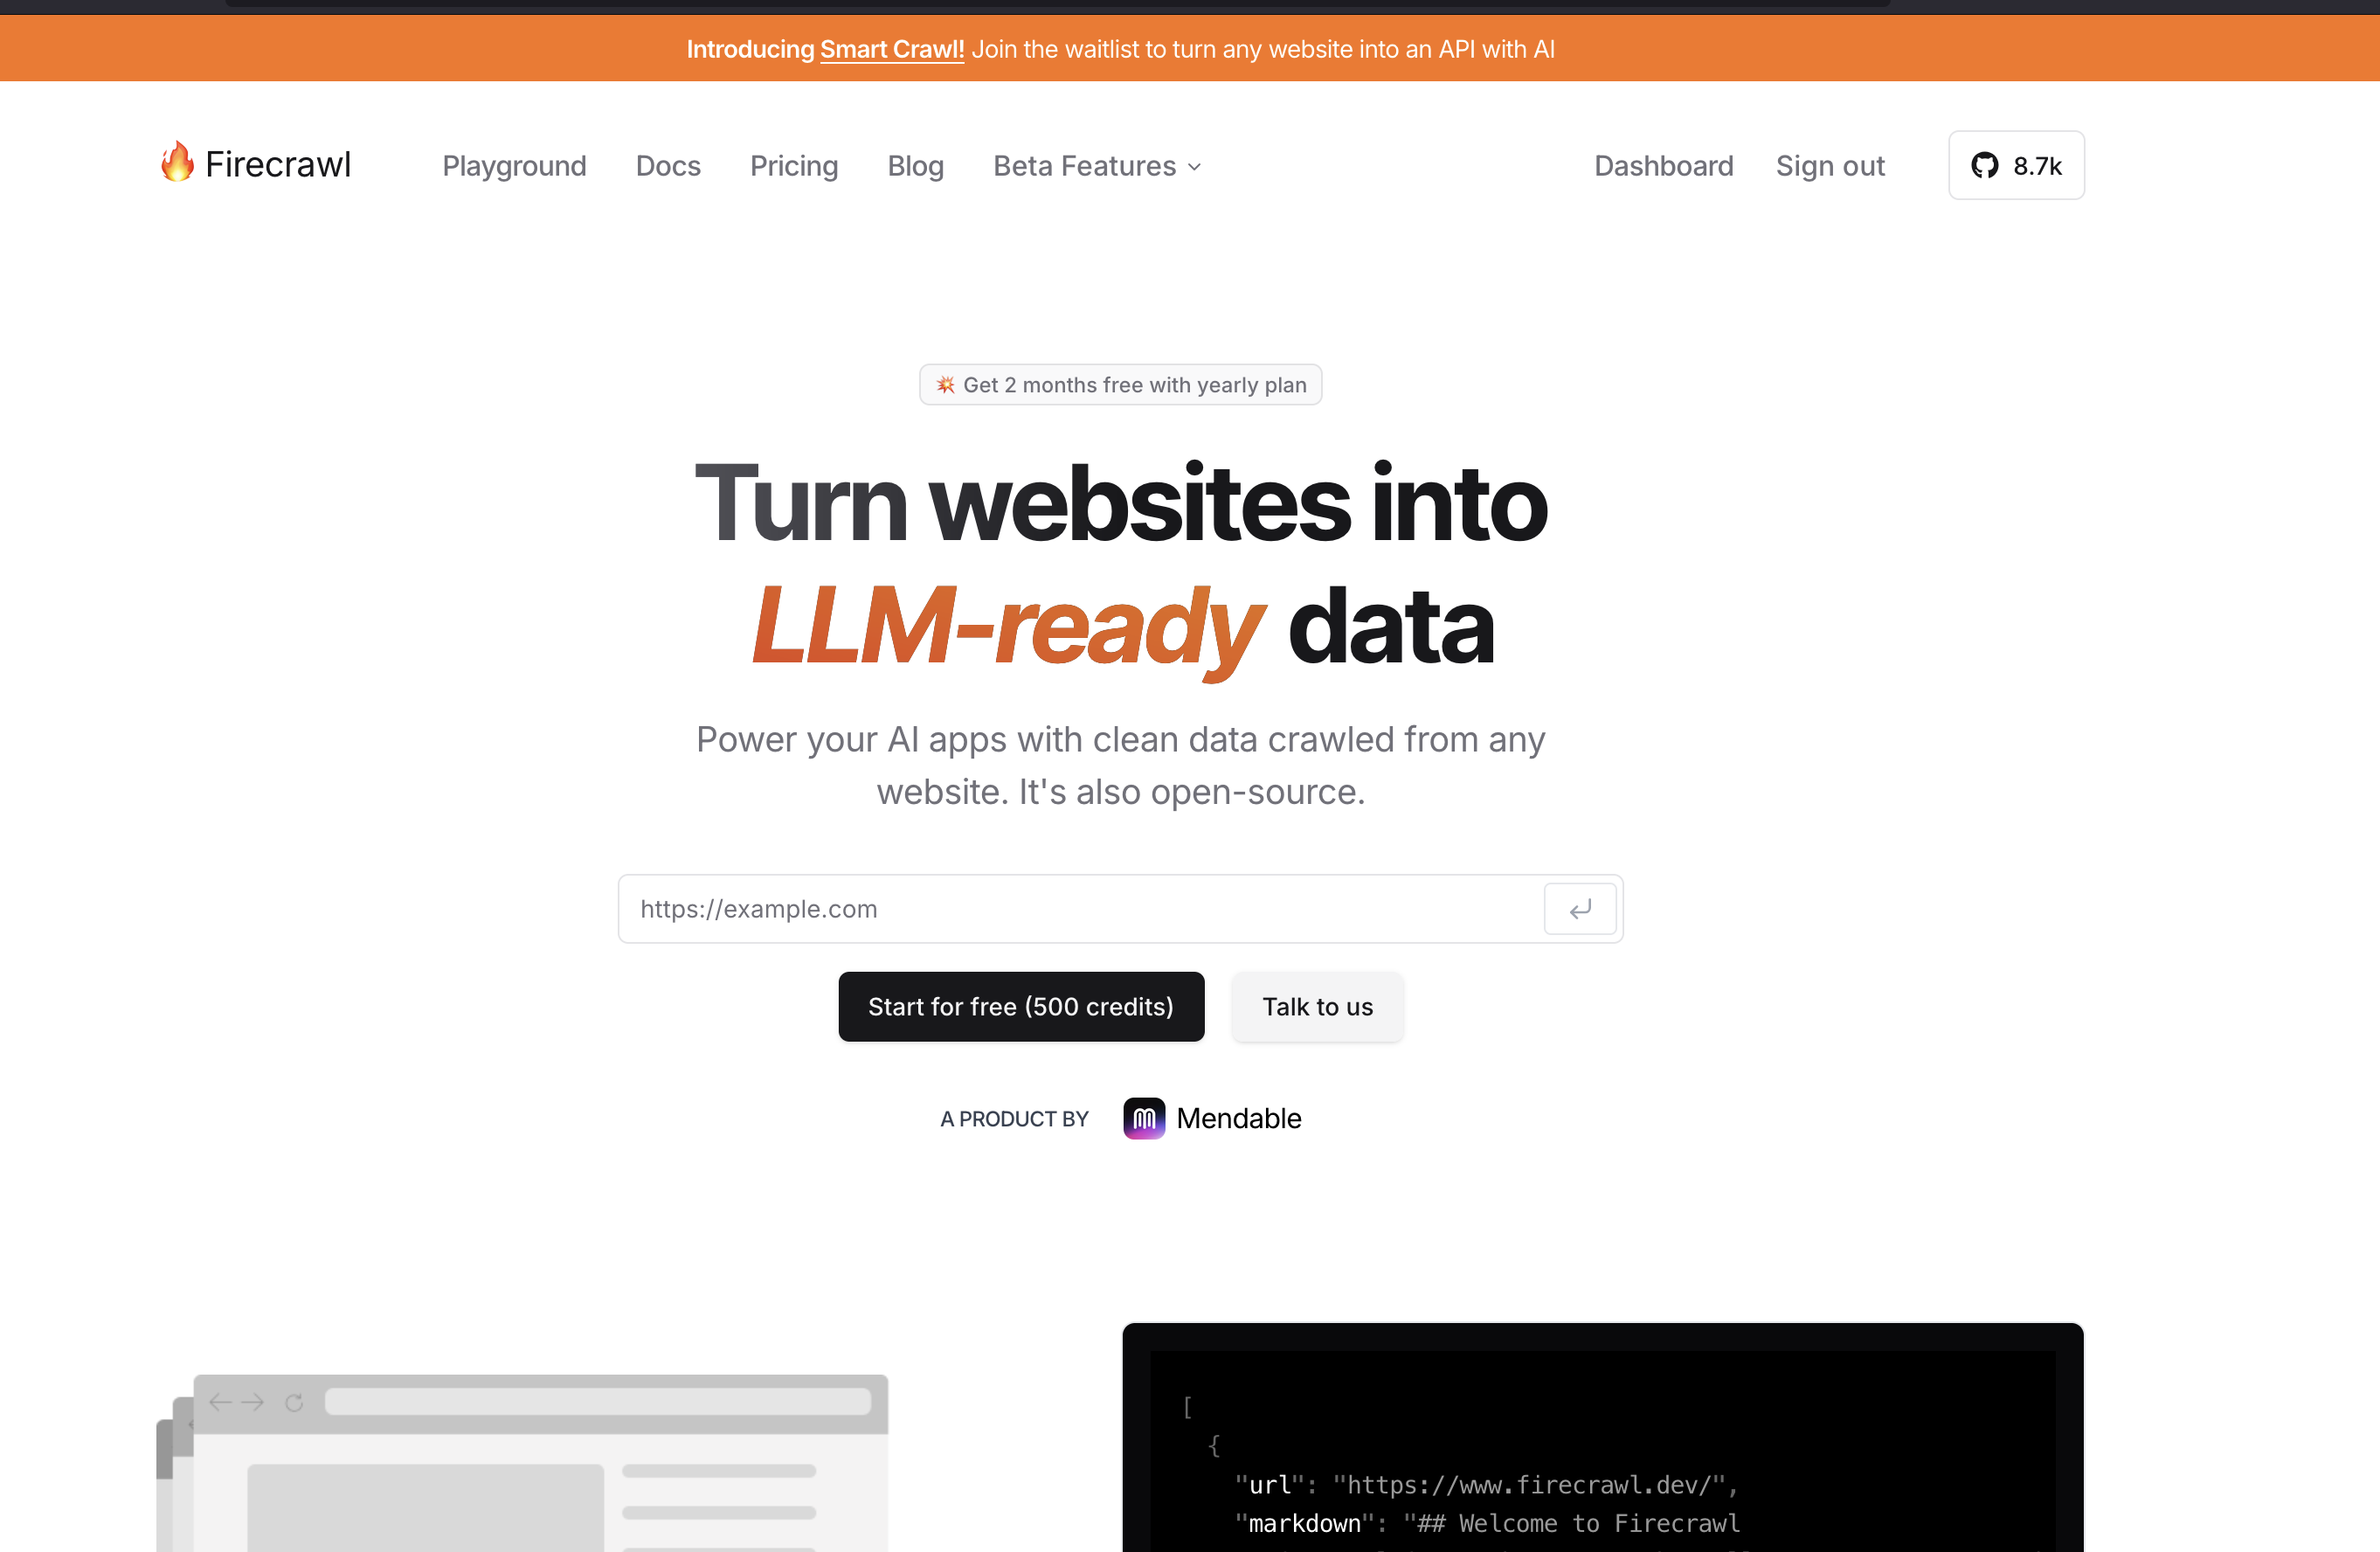 Introducing Smart Crawl! Join the waitlist to turn any website into an API with AI
Firecrawl Playground Docs Pricing Blog Beta Features Dashboard Sign out 8.7k
Get 2 months free with yearly plan
Turn websites into
LLM-ready data
Power your AI apps with clean data crawled from any
website. It's also open-source.
https://example.com
Start for free (500 credits) Talk to us
A PRODUCT BY Mendable
[
{
"url": "https://www.firecrawl.dev/",
"markdown": "## Welcome to Firecrawl